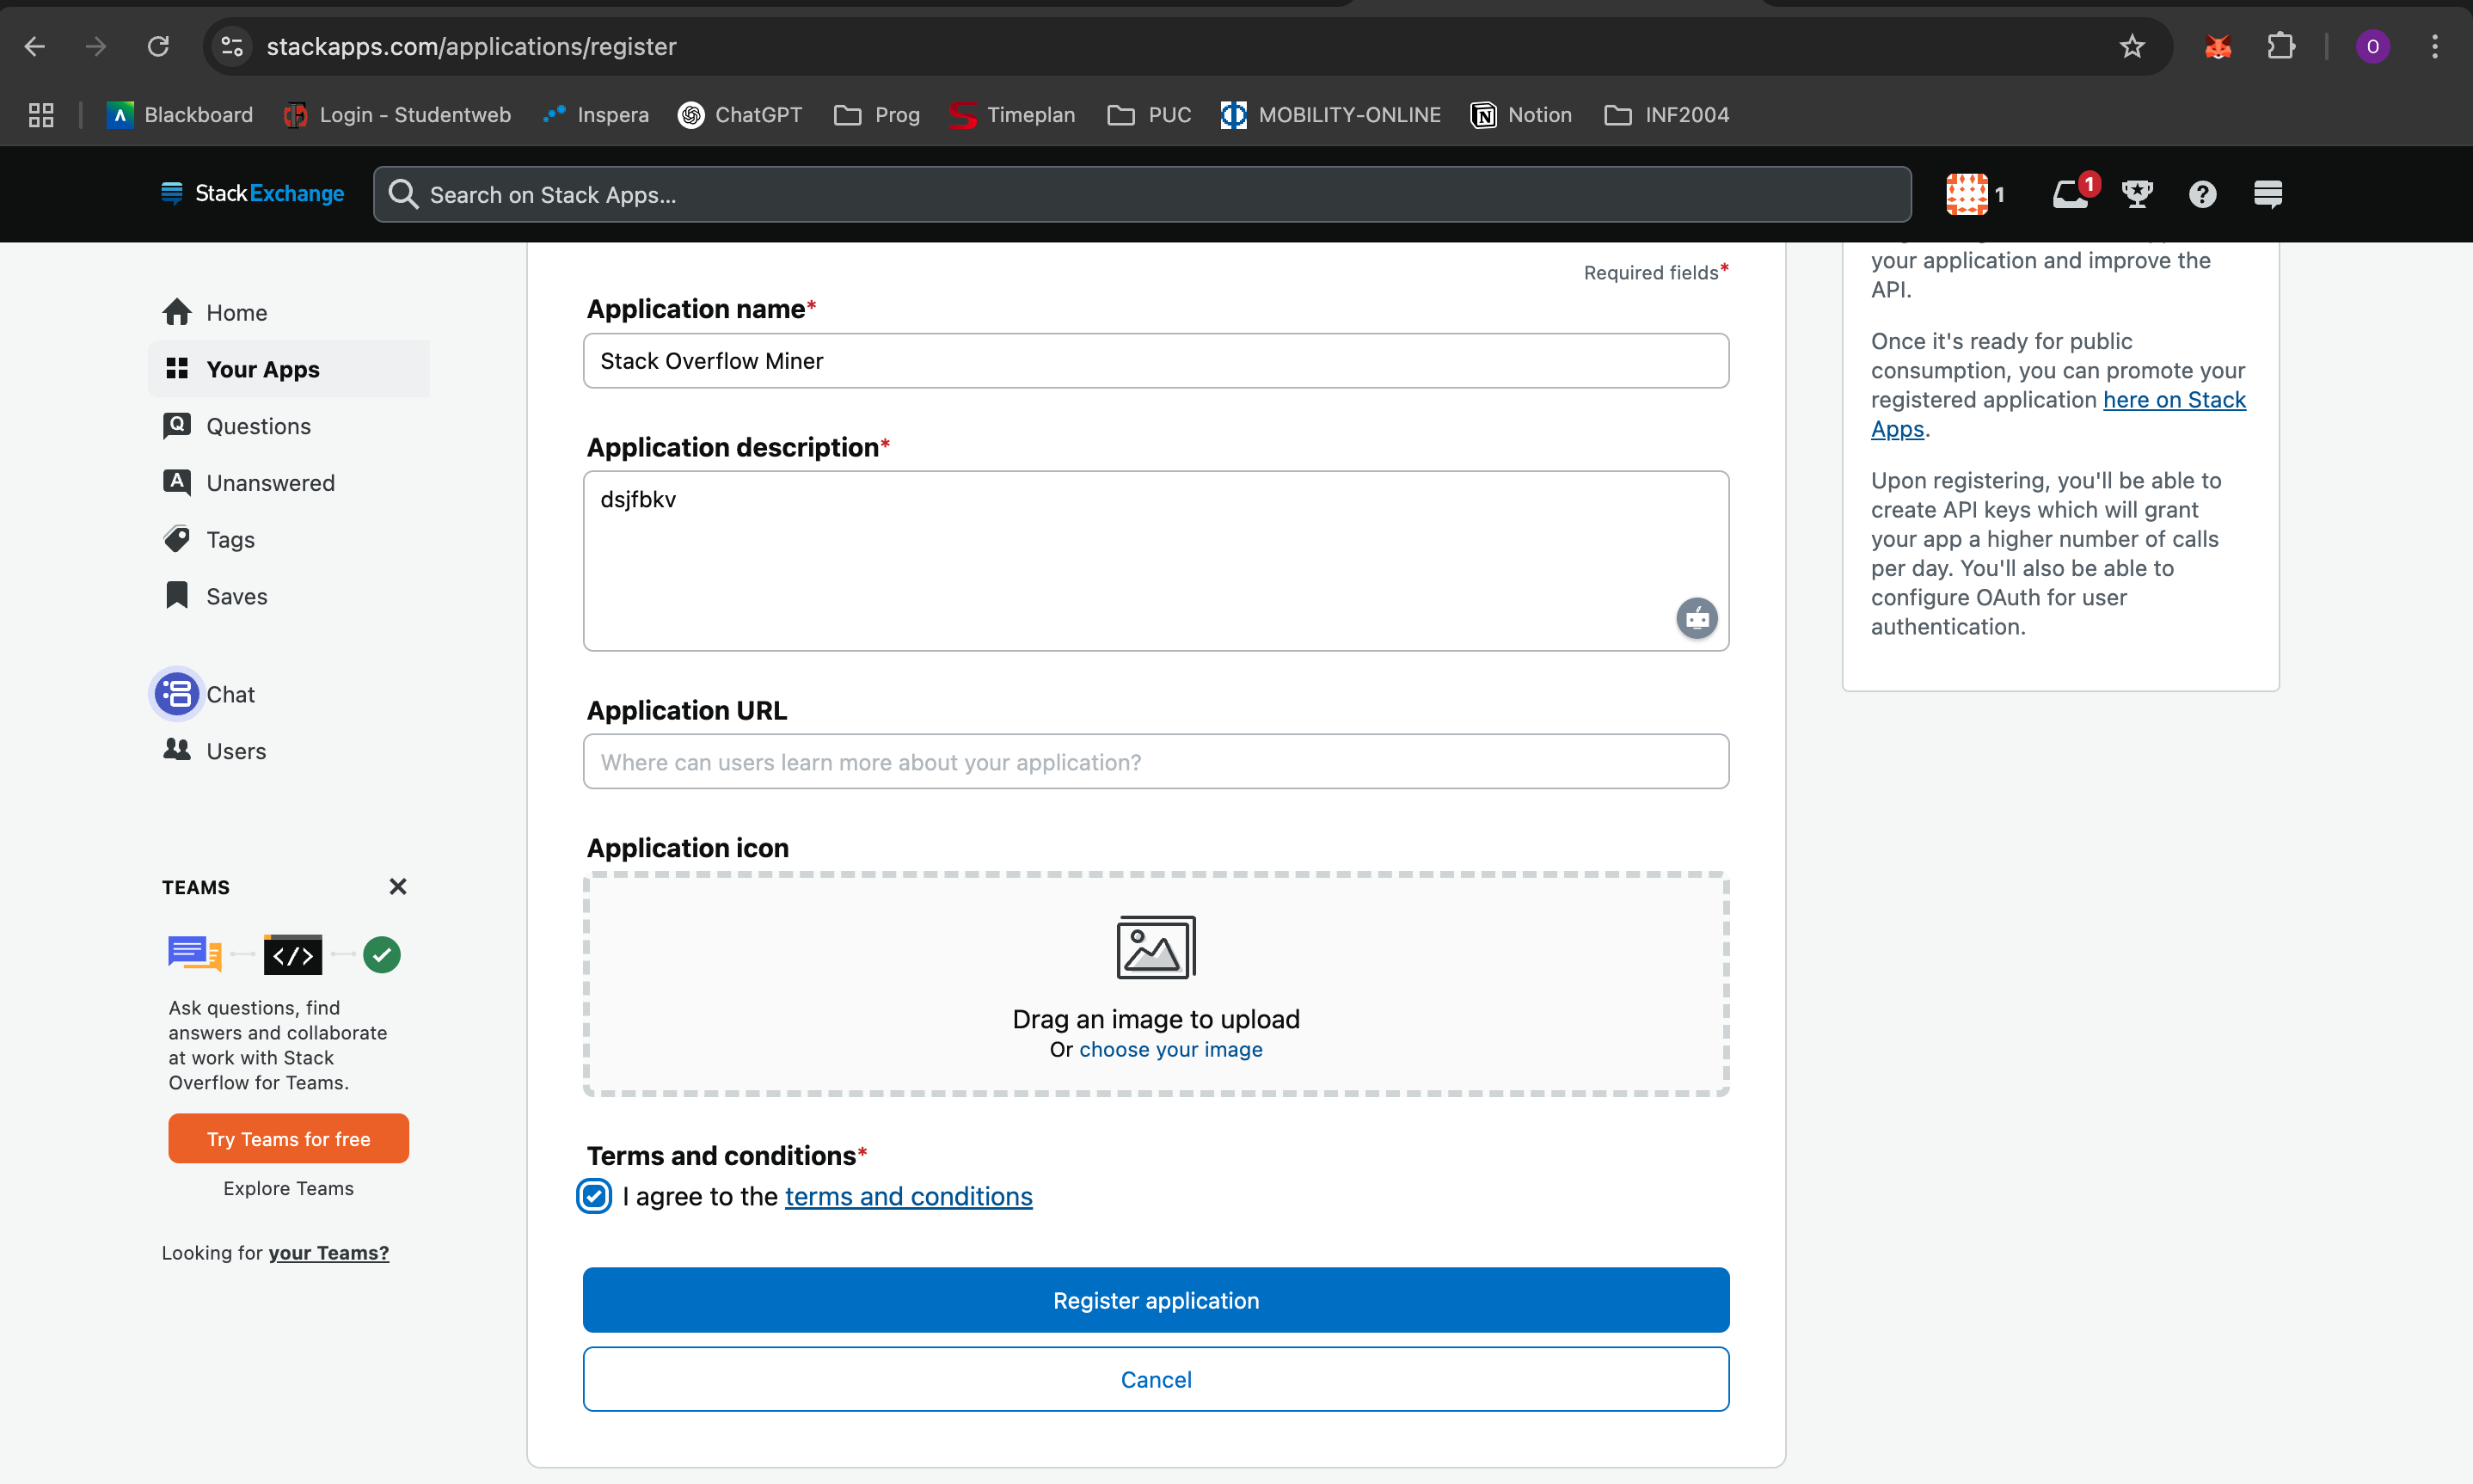 stackapps.com/applications/register
O
Blackboard
Login - Studentweb
Inspera
ChatGPT
Prog
Timeplan
PUC
MOBILITY-ONLINE
Notion
INF2004
StackExchange
Search on Stack Apps...
1
1
Home
Your Apps
Questions
Unanswered
Tags
Saves
Chat
Users
TEAMS
Ask questions, find
answers and collaborate
at work with Stack
Overflow for Teams.
Try Teams for free
Explore Teams
Looking for your Teams?
Required fields*
Application name*
Stack Overflow Miner
Application description*
dsjfbkv
Application URL
Where can users learn more about your application?
Application icon
Drag an image to upload
Or choose your image
Terms and conditions*
I agree to the terms and conditions
Register application
Cancel
your application and improve the
API.
Once it's ready for public
consumption, you can promote your
registered application here on Stack
Apps.
Upon registering, you'll be able to
create API keys which will grant
your app a higher number of calls
per day. You'll also be able to
configure OAuth for user
authentication.